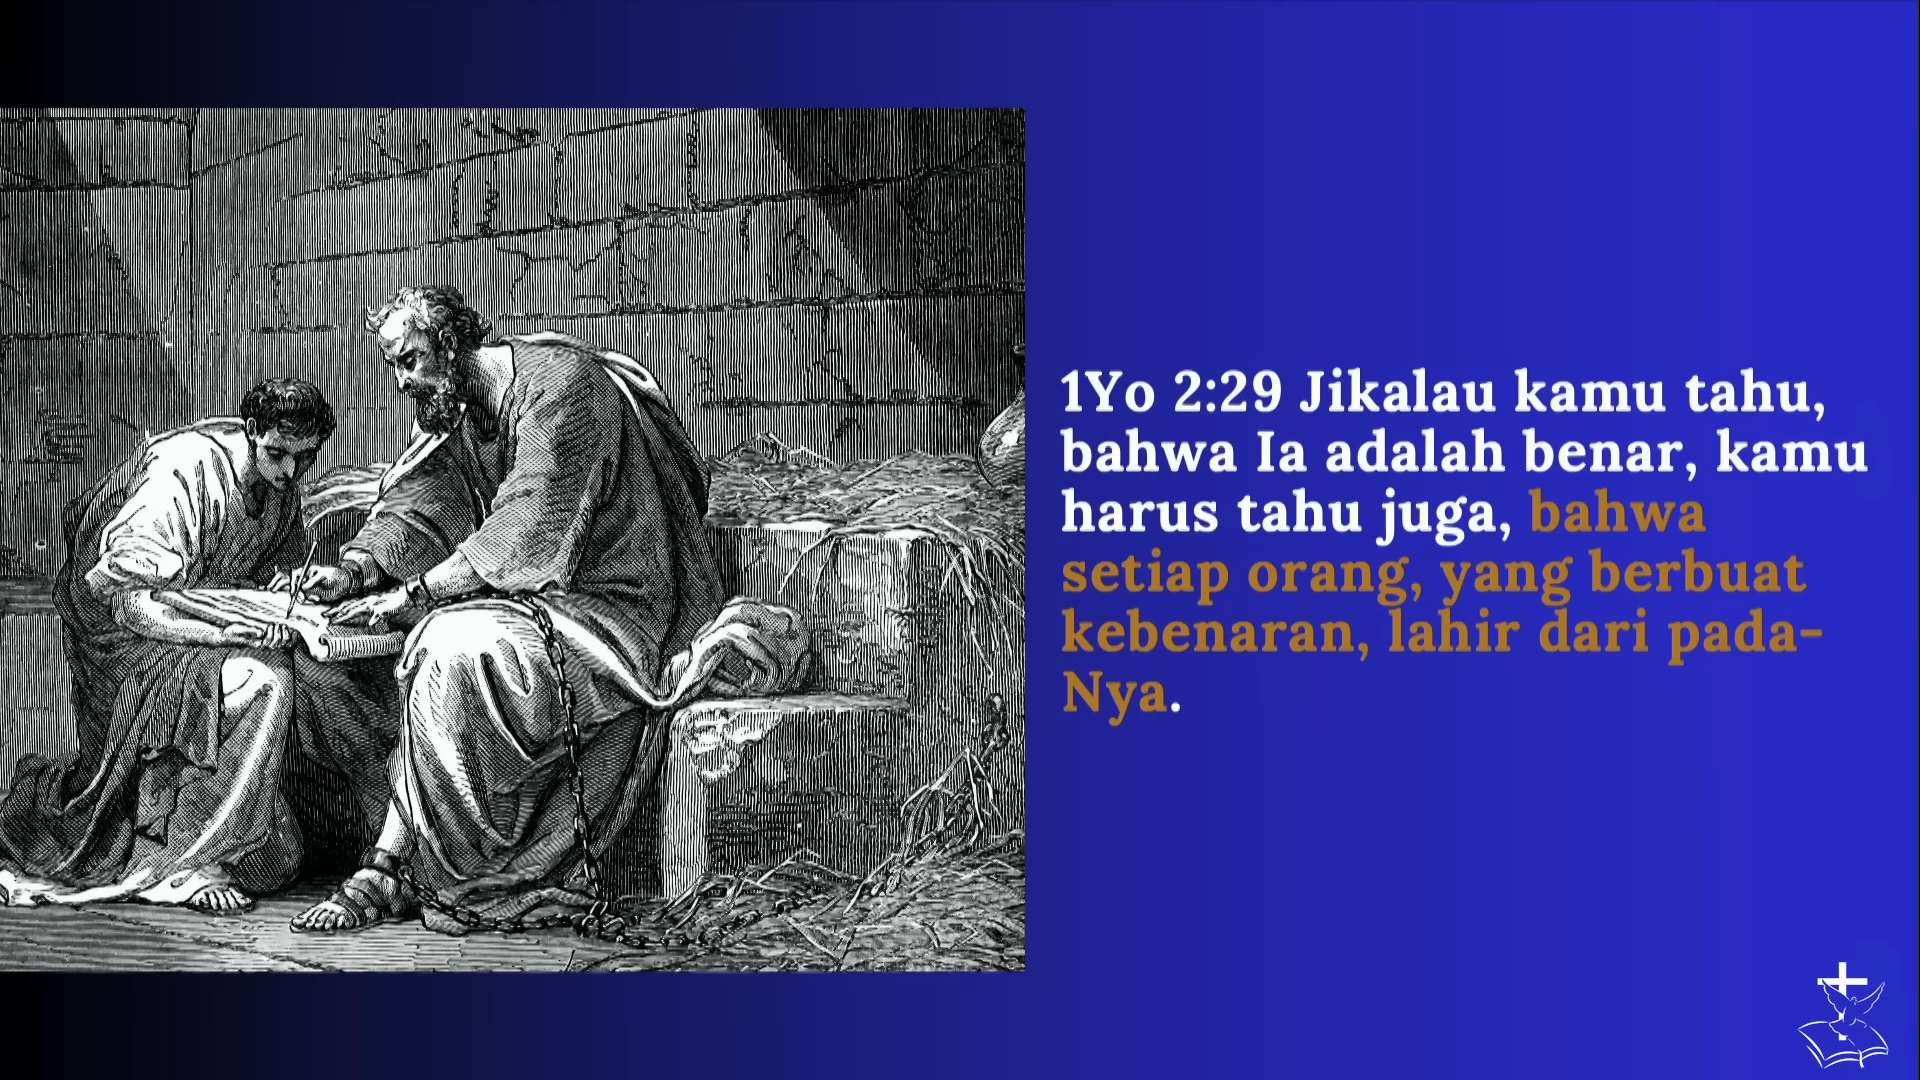 1Yo 2:29 Jikalau kamu tahu,
bahwa Ia adalah benar, kamu
harus tahu juga, bahwa
setiap orang, yang berbuat
kebenaran, lahir dari pada-
Nya.